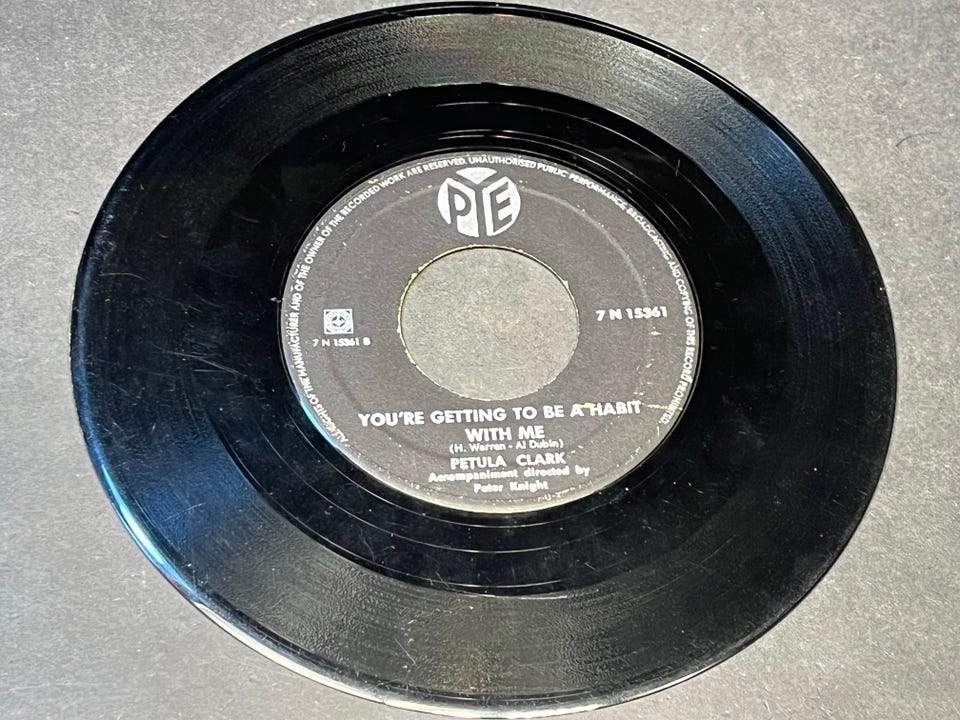 ALL RIGHTS OF THE MANUFACTURER AND OF THE OWNER OF THE RECORDED WORK ARE RESERVED. UNAUTHORISED PUBLIC PERFORMANCE, BROADCASTING AND COPYING OF THIS RECORD PROHIBITED.
PYE
7 N 15361
7 N 15361 B
YOU'RE GETTING TO BE A HABIT
WITH ME
(H. Warren - Al Dubin)
PETULA CLARK
Accompaniment directed by
Peter Knight